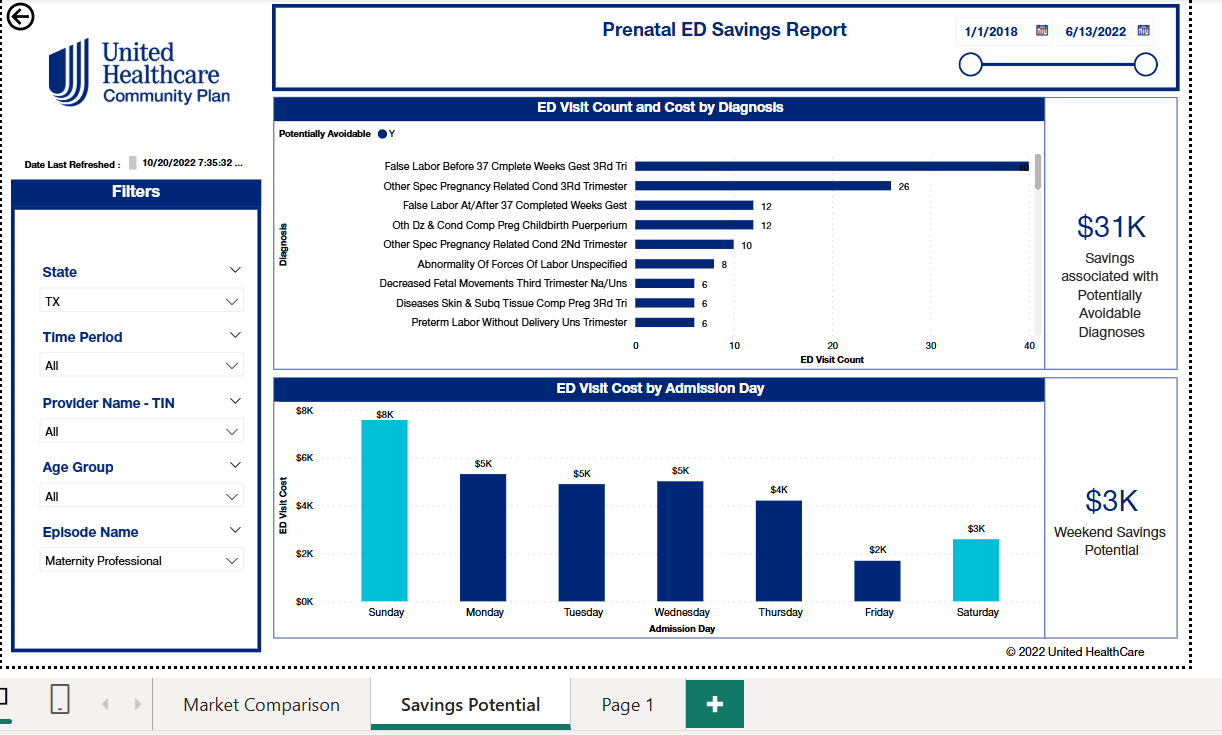 United
Healthcare
Community Plan
Date Last Refreshed :
10/20/2022 7:35:32 ...
Filters
State
TX
Time Period
All
Provider Name - TIN
All
Age Group
All
Episode Name
Maternity Professional
Prenatal ED Savings Report
1/1/2018
6/13/2022
ED Visit Count and Cost by Diagnosis
Potentially Avoidable Y
Diagnosis
False Labor Before 37 Cmplete Weeks Gest 3Rd Tri 40
Other Spec Pregnancy Related Cond 3Rd Trimester 26
False Labor At/After 37 Completed Weeks Gest 12
Oth Dz & Cond Comp Preg Childbirth Puerperium 12
Other Spec Pregnancy Related Cond 2Nd Trimester 10
Abnormality Of Forces Of Labor Unspecified 8
Decreased Fetal Movements Third Trimester Na/Uns 6
Diseases Skin & Subq Tissue Comp Preg 3Rd Tri 6
Preterm Labor Without Delivery Uns Trimester 6
0 10 20 30 40
ED Visit Count
$31K
Savings
associated with
Potentially
Avoidable
Diagnoses
ED Visit Cost by Admission Day
ED Visit Cost
$8K
$6K
$4K
$2K
$0K
$8K
$5K
$5K
$5K
$4K
$2K
$3K
Sunday Monday Tuesday Wednesday Thursday Friday Saturday
Admission Day
$3K
Weekend Savings
Potential
© 2022 United HealthCare
Market Comparison
Savings Potential
Page 1